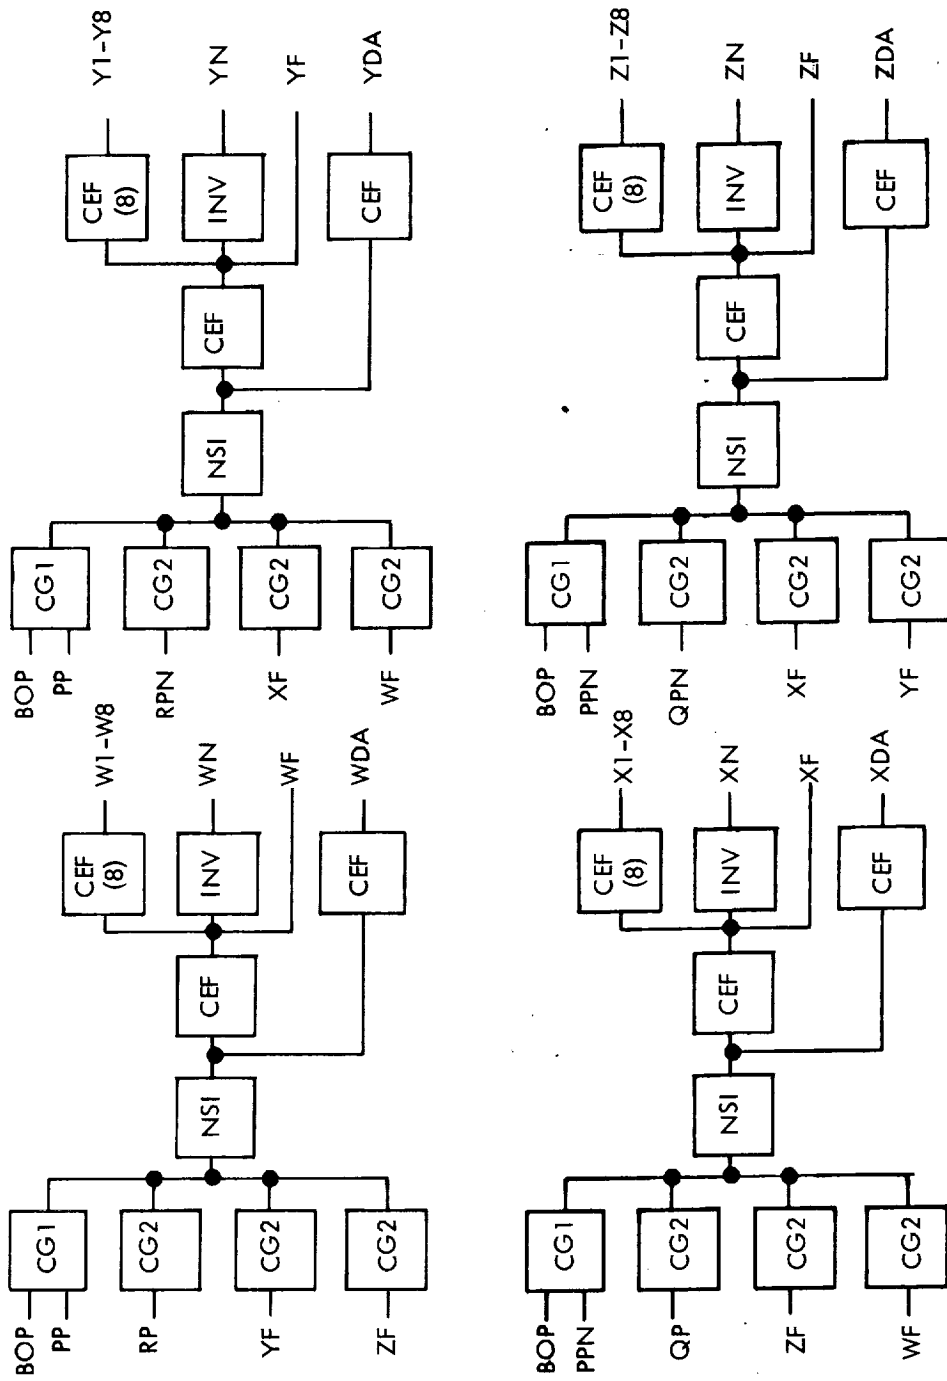 BOP
PP
RP
YF
ZF
CG1
CG2
CG2
CG2
NSI
CEF
CEF
(8)
INV
CEF
W1-W8
WN
WF
WDA
BOP
PP
RPN
XF
WF
CG1
CG2
CG2
CG2
NSI
CEF
CEF
(8)
INV
CEF
Y1-Y8
YN
YF
YDA
BOP
PPN
QP
ZF
WF
CG1
CG2
CG2
CG2
NSI
CEF
CEF
(8)
INV
CEF
X1-X8
XN
XF
XDA
BOP
PPN
QPN
XF
YF
CG1
CG2
CG2
CG2
NSI
CEF
CEF
(8)
INV
CEF
Z1-Z8
ZN
ZF
ZDA